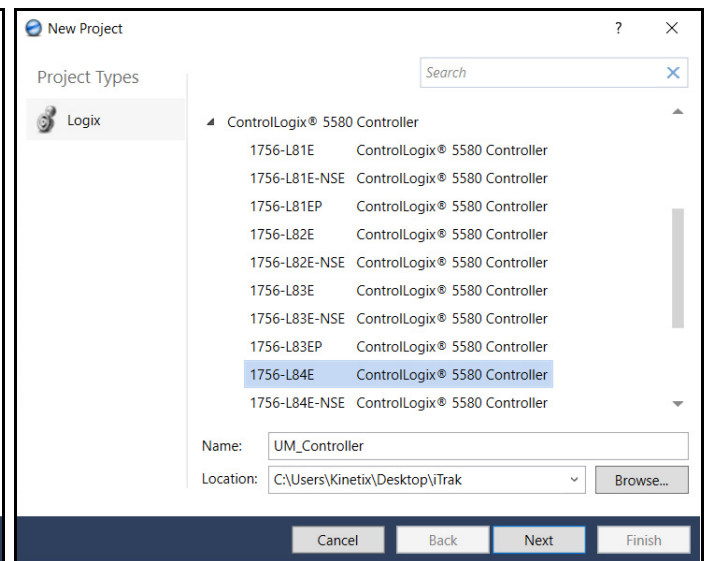 New Project
?
Project Types
Search
Logix
ControlLogix® 5580 Controller
1756-L81E ControlLogix® 5580 Controller
1756-L81E-NSE ControlLogix® 5580 Controller
1756-L81EP ControlLogix® 5580 Controller
1756-L82E ControlLogix® 5580 Controller
1756-L82E-NSE ControlLogix® 5580 Controller
1756-L83E ControlLogix® 5580 Controller
1756-L83E-NSE ControlLogix® 5580 Controller
1756-L83EP ControlLogix® 5580 Controller
1756-L84E ControlLogix® 5580 Controller
1756-L84E-NSE ControlLogix® 5580 Controller
Name: UM_Controller
Location: C:\Users\Kinetix\Desktop\iTrak Browse...
Cancel Back Next Finish